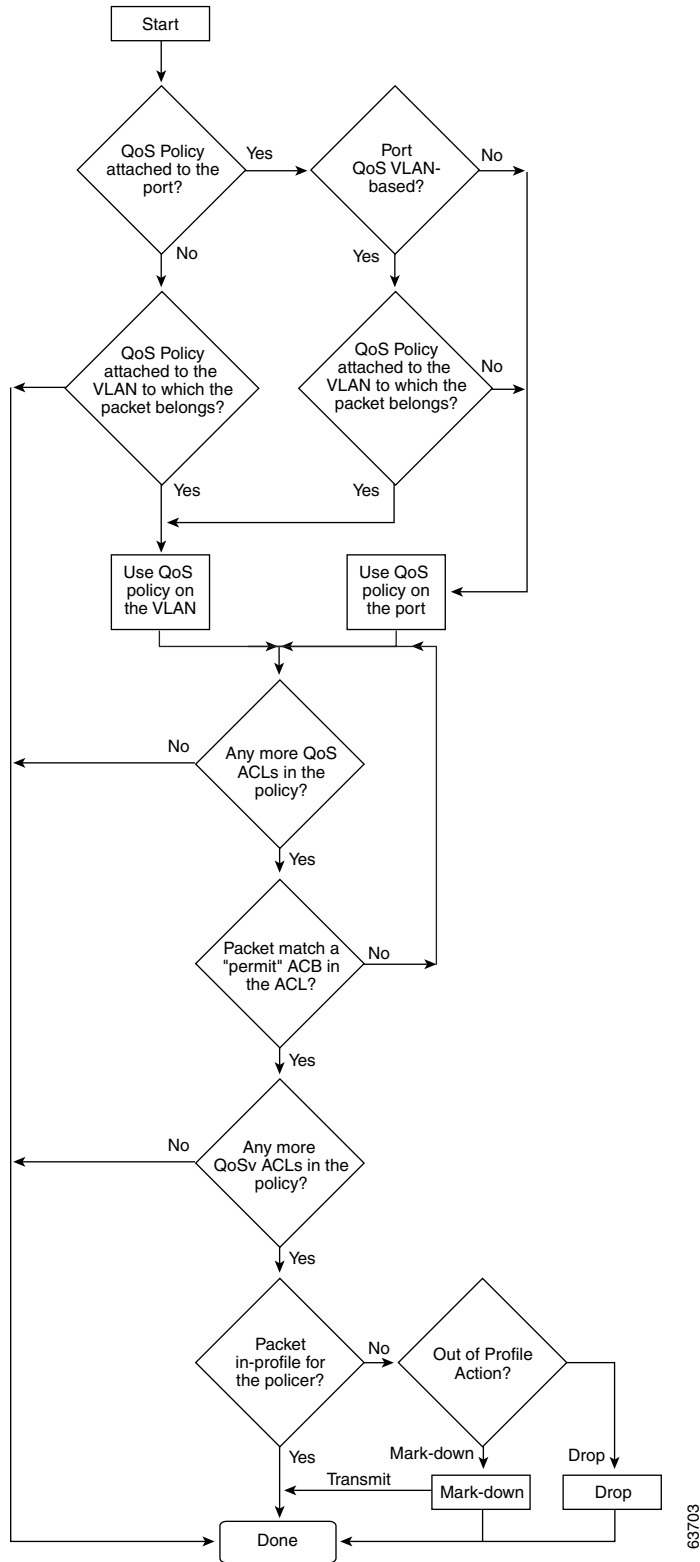 Start
QoS Policy
attached to the
port?
Yes
Port
QoS VLAN-
based?
No
No
Yes
QoS Policy
attached to the
VLAN to which the
packet belongs?
QoS Policy
attached to the
VLAN to which the
packet belongs?
No
Yes
Yes
Use QoS
policy on
the VLAN
Use QoS
policy on
the port
No
Any more QoS
ACLs in the
policy?
Yes
Packet match a
"permit" ACB in
the ACL?
No
Yes
No
Any more
QoSv ACLs in the
policy?
Yes
Packet
in-profile for
the policer?
No
Out of Profile
Action?
Yes
Mark-down
Drop
Transmit
Mark-down
Drop
Done
63703